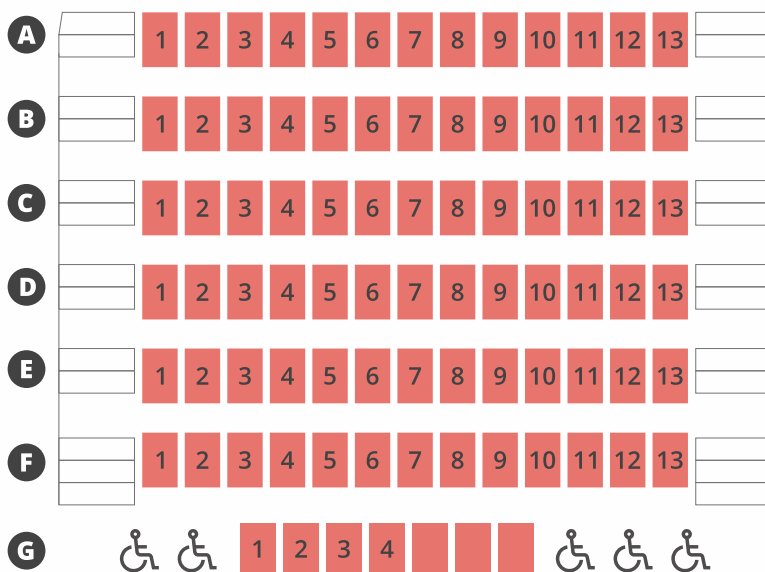 A 1 2 3 4 5 6 7 8 9 10 11 12 13
B 1 2 3 4 5 6 7 8 9 10 11 12 13
C 1 2 3 4 5 6 7 8 9 10 11 12 13
D 1 2 3 4 5 6 7 8 9 10 11 12 13
E 1 2 3 4 5 6 7 8 9 10 11 12 13
F 1 2 3 4 5 6 7 8 9 10 11 12 13
G 1 2 3 4